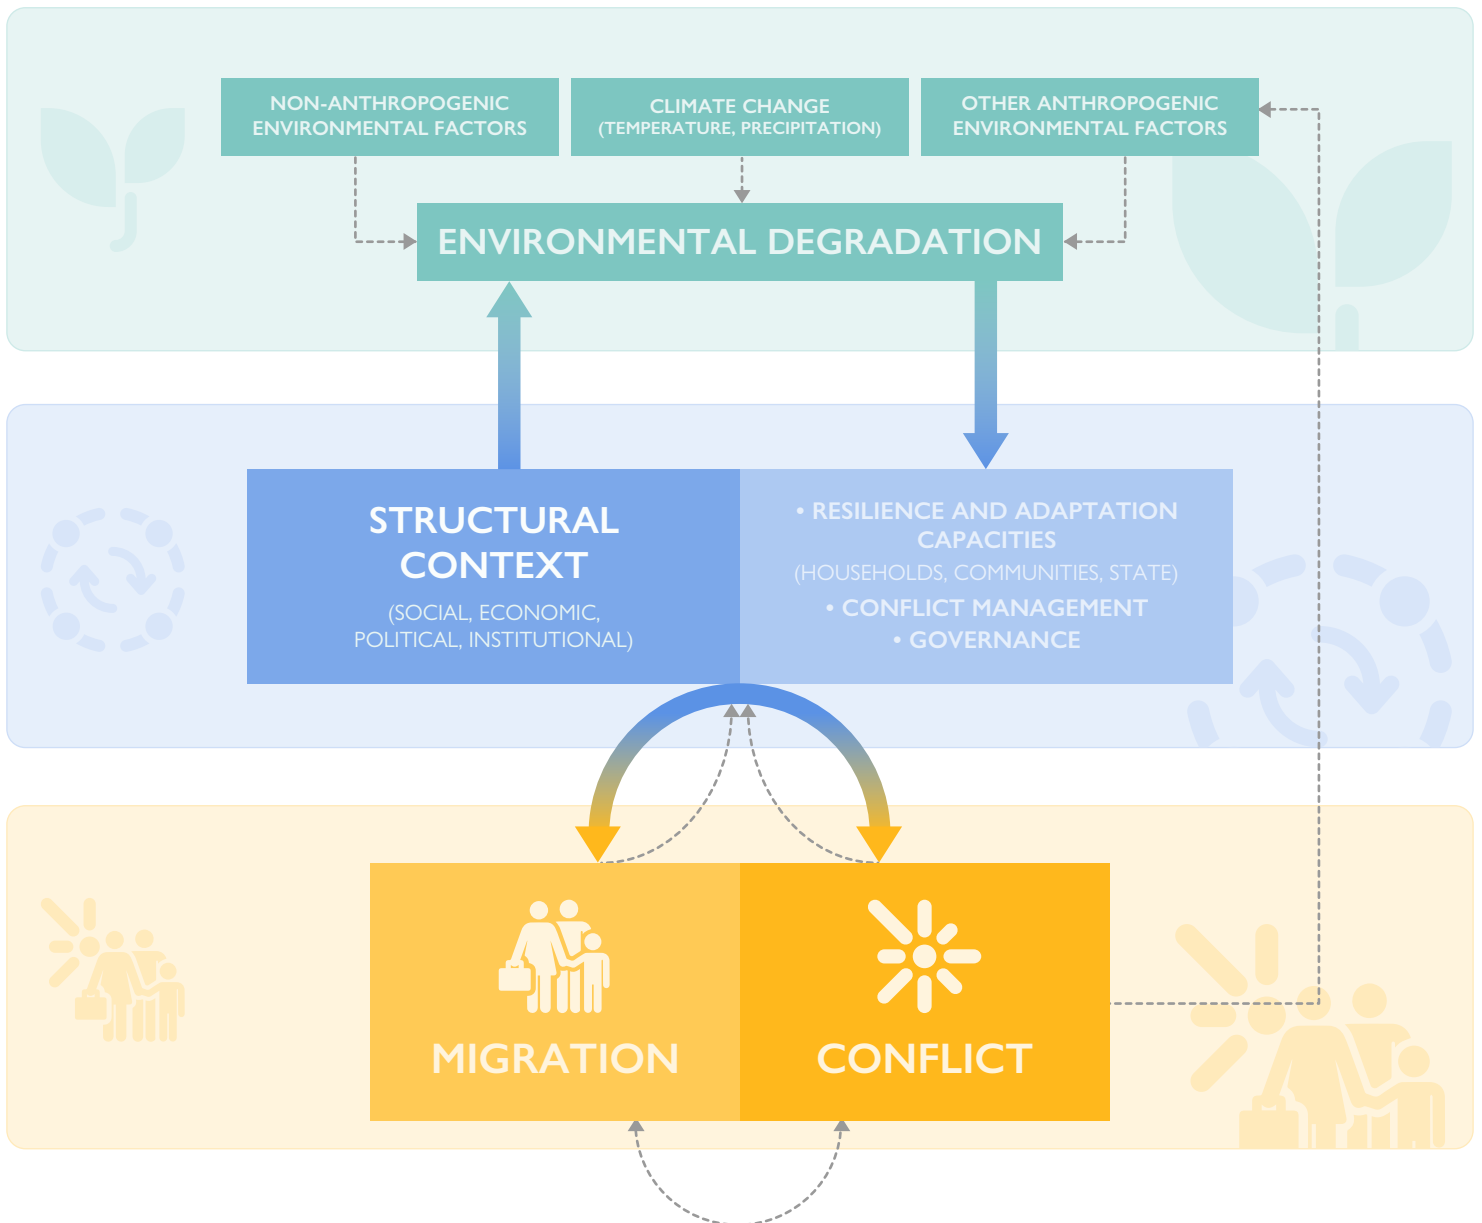 NON-ANTHROPOGENIC
ENVIRONMENTAL FACTORS
CLIMATE CHANGE
(TEMPERATURE, PRECIPITATION)
OTHER ANTHROPOGENIC
ENVIRONMENTAL FACTORS
ENVIRONMENTAL DEGRADATION
STRUCTURAL
CONTEXT
(SOCIAL, ECONOMIC,
POLITICAL, INSTITUTIONAL)
• RESILIENCE AND ADAPTATION
CAPACITIES
(HOUSEHOLDS, COMMUNITIES, STATE)
• CONFLICT MANAGEMENT
• GOVERNANCE
MIGRATION
CONFLICT